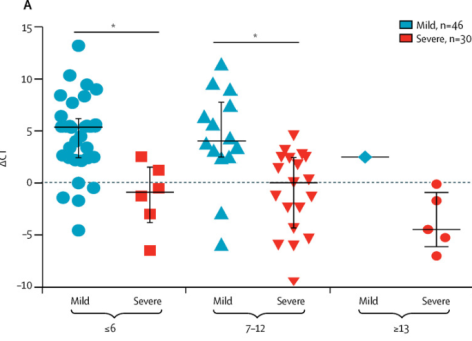 A
Mild, n=46
Severe, n=30
*
*
15
10
5
0
−5
−10
ΔCT
Mild Severe Mild Severe Mild Severe
≤6 7–12 ≥13